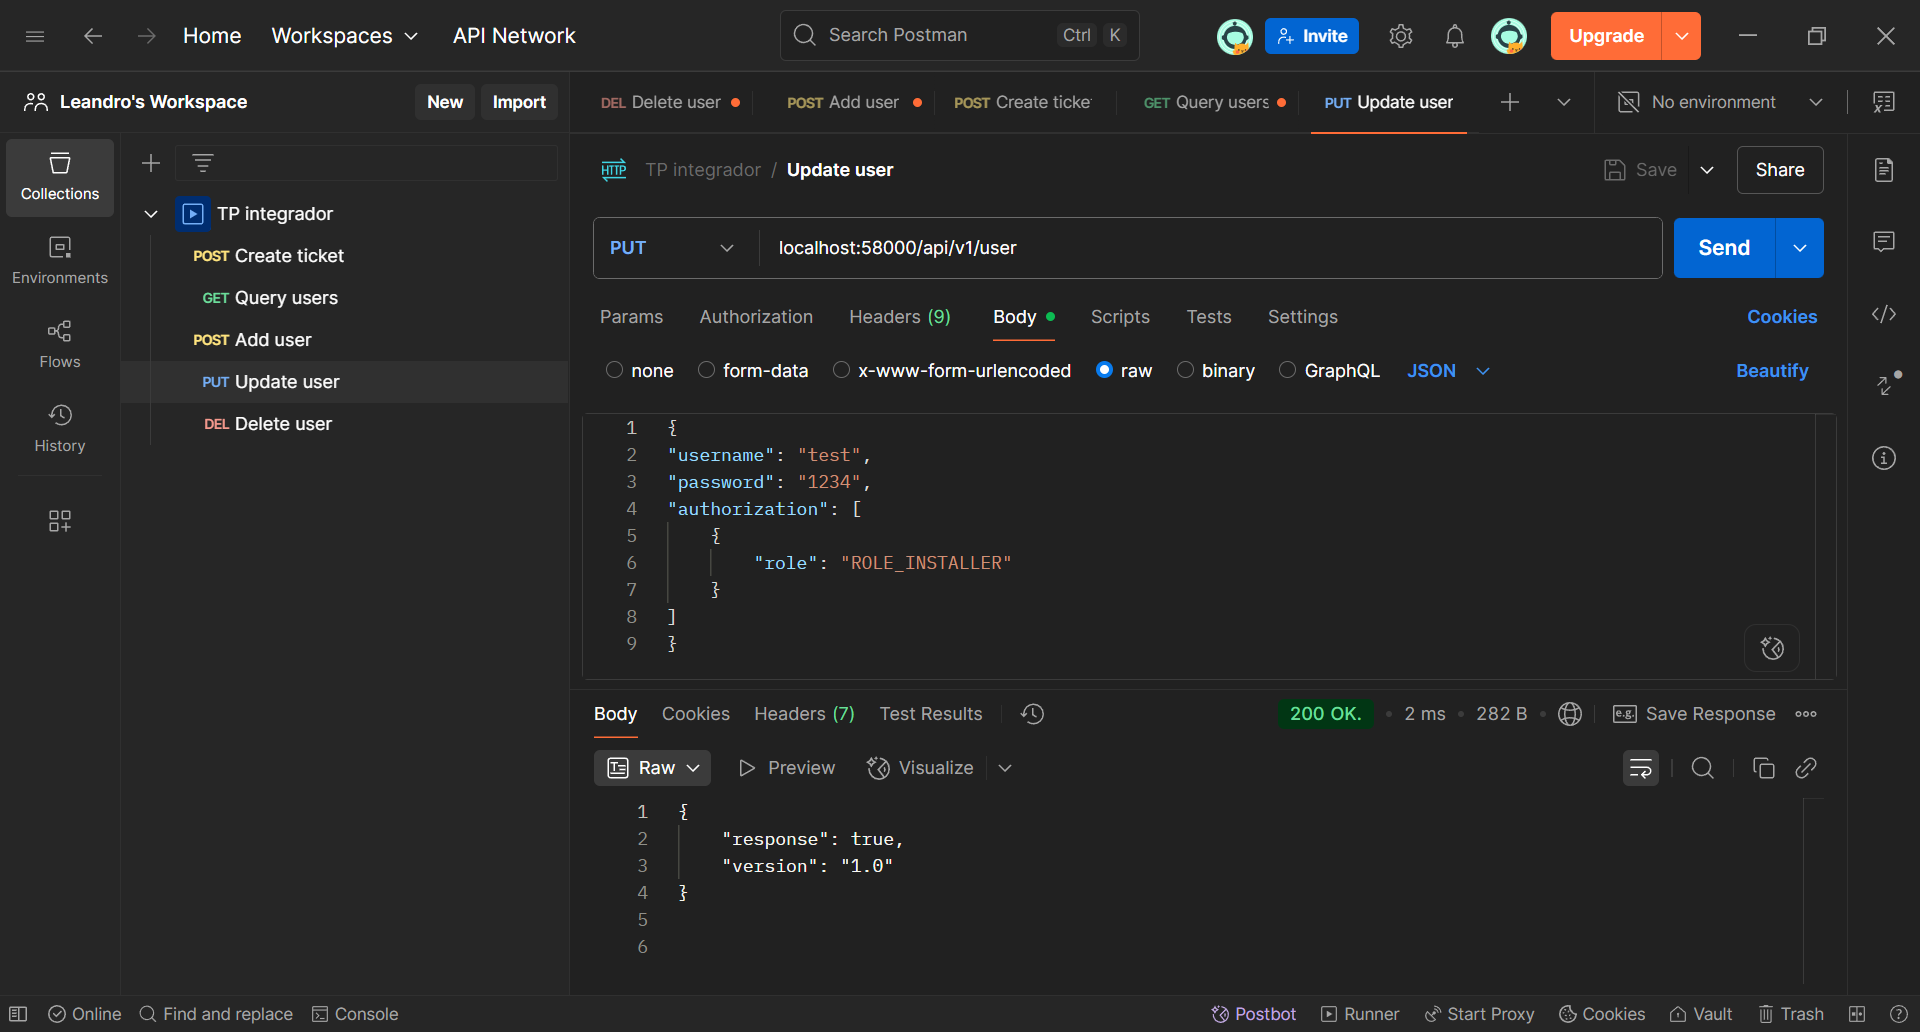 Home Workspaces API Network Search Postman Ctrl K Invite Upgrade
Leandro's Workspace New Import DEL Delete user POST Add user POST Create ticke GET Query users PUT Update user No environment
Collections
Environments
Flows
History
TP integrador
POST Create ticket
GET Query users
POST Add user
PUT Update user
DEL Delete user
HTTP TP integrador / Update user Save Share
PUT localhost:58000/api/v1/user Send
Params Authorization Headers (9) Body Scripts Tests Settings Cookies
none form-data x-www-form-urlencoded raw binary GraphQL JSON Beautify
1 {
2 "username": "test",
3 "password": "1234",
4 "authorization": [
5 {
6 "role": "ROLE_INSTALLER"
7 }
8 ]
9 }
Body Cookies Headers (7) Test Results 200 OK. 2 ms 282 B e.g. Save Response
Raw Preview Visualize
1 {
2 "response": true,
3 "version": "1.0"
4 }
5
6
Online Find and replace Console Postbot Runner Start Proxy Cookies Vault Trash